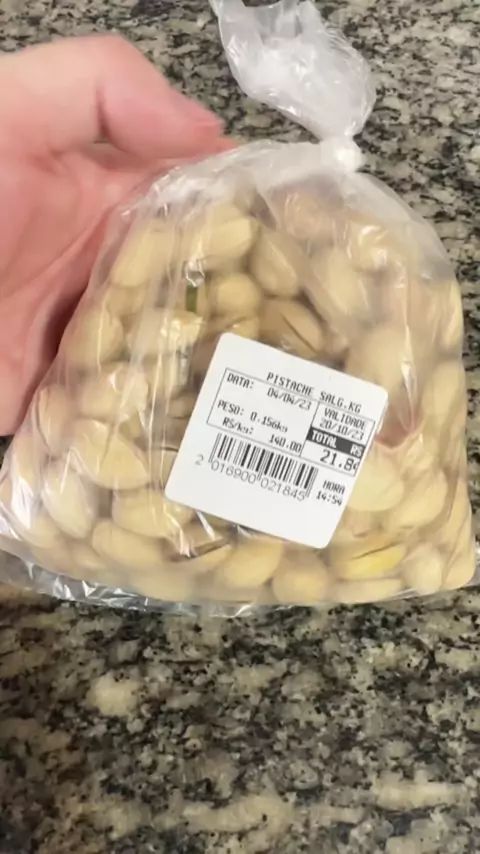 PISTACHE SALG.KG
DATA: 04/04/23
VALIDADE
20/10/23
PESO: 0.156kg
R$/kg: 140.00
TOTAL R$
21.84
HORA
14:54
2 016900 021845